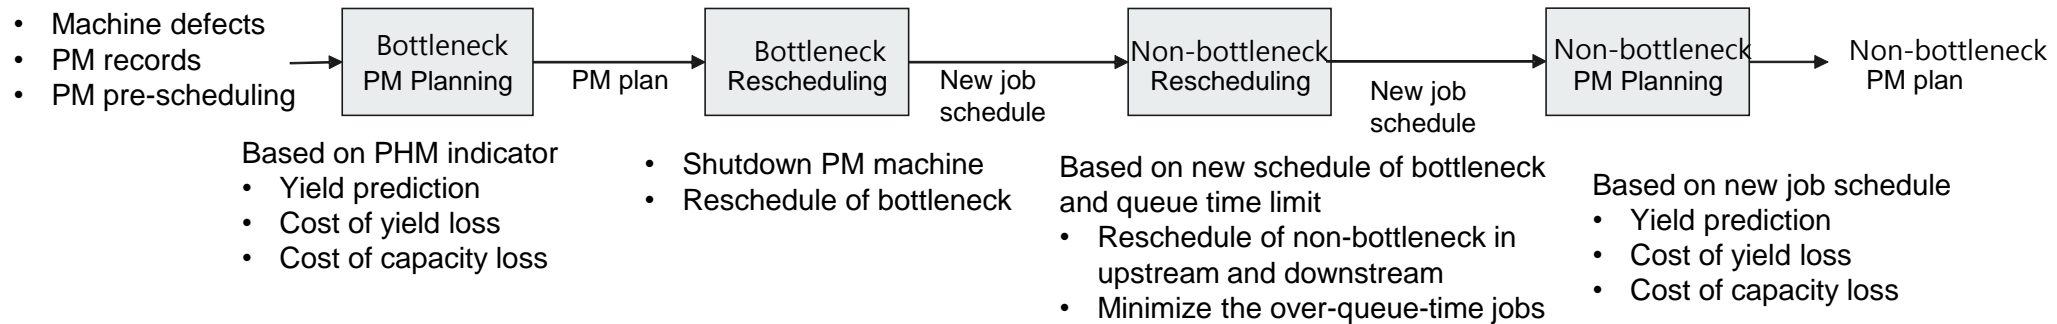 • Machine defects
• PM records
• PM pre-scheduling
Bottleneck
PM Planning
PM plan
Bottleneck
Rescheduling
New job
schedule
Non-bottleneck
Rescheduling
New job
schedule
Non-bottleneck
PM Planning
Non-bottleneck
PM plan
Based on PHM indicator
• Yield prediction
• Cost of yield loss
• Cost of capacity loss
• Shutdown PM machine
• Reschedule of bottleneck
Based on new schedule of bottleneck
and queue time limit
• Reschedule of non-bottleneck in
upstream and downstream
• Minimize the over-queue-time jobs
Based on new job schedule
• Yield prediction
• Cost of yield loss
• Cost of capacity loss